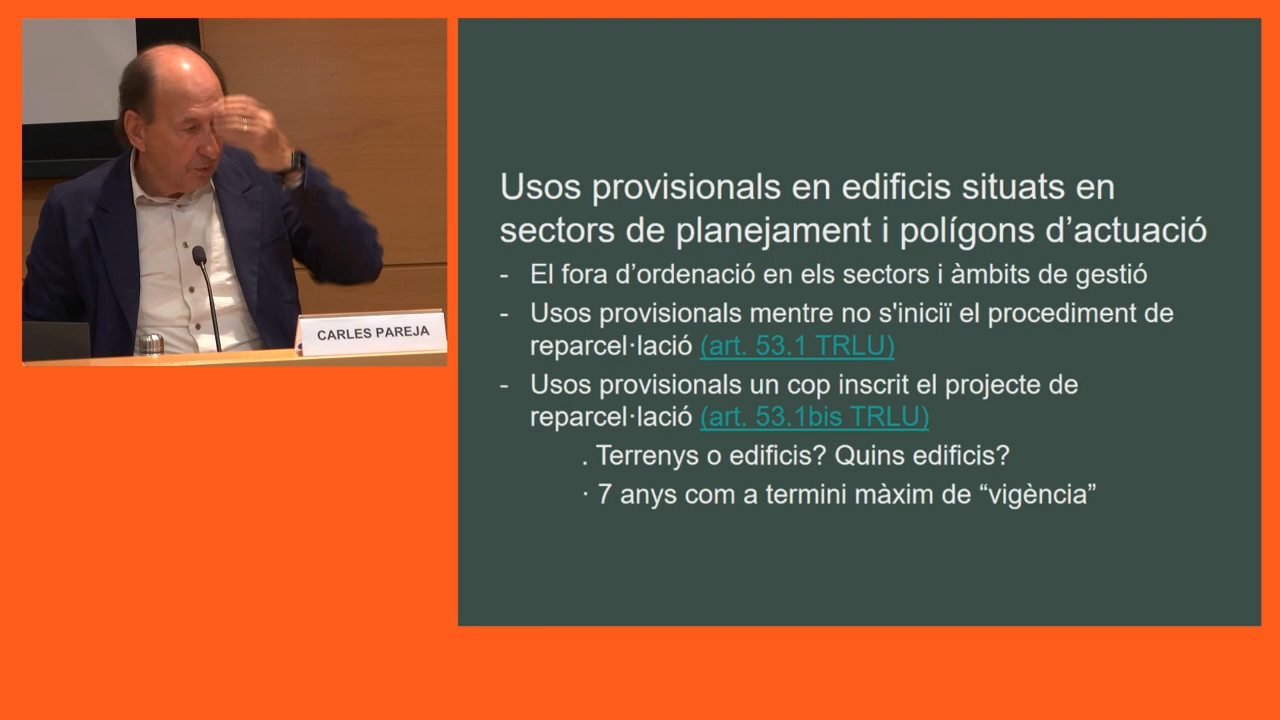 CARLES PAREJA
Usos provisionals en edificis situats en
sectors de planejament i polígons d’actuació
- El fora d’ordenació en els sectors i àmbits de gestió
- Usos provisionals mentre no s'iniciï el procediment de
reparcel·lació (art. 53.1 TRLU)
- Usos provisionals un cop inscrit el projecte de
reparcel·lació (art. 53.1bis TRLU)
. Terrenys o edificis? Quins edificis?
· 7 anys com a termini màxim de “vigència”